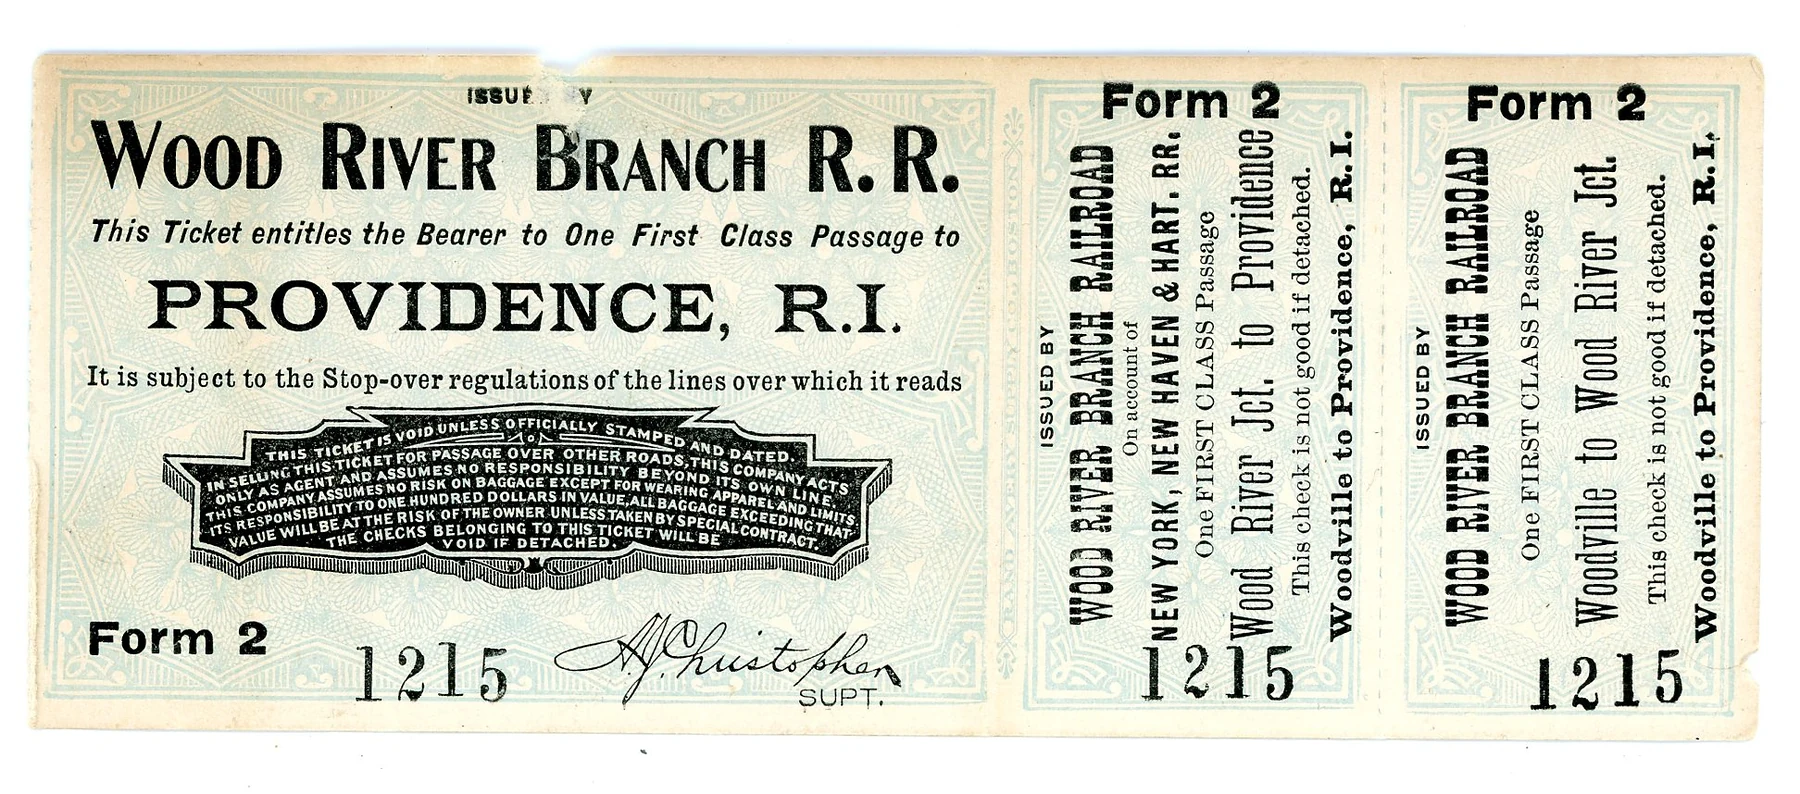 ISSUED BY
WOOD RIVER BRANCH R. R.
This Ticket entitles the Bearer to One First Class Passage to
PROVIDENCE, R.I.
It is subject to the Stop-over regulations of the lines over which it reads
THIS TICKET IS VOID UNLESS OFFICIALLY STAMPED AND DATED.
IN SELLING THIS TICKET FOR PASSAGE OVER OTHER ROADS, THIS COMPANY ACTS
ONLY AS AGENT AND ASSUMES NO RESPONSIBILITY BEYOND ITS OWN LINE
THIS COMPANY ASSUMES NO RISK ON BAGGAGE EXCEPT FOR WEARING APPAREL AND LIMITS
ITS RESPONSIBILITY TO ONE HUNDRED DOLLARS IN VALUE. ALL BAGGAGE EXCEEDING THAT
VALUE WILL BE AT THE RISK OF THE OWNER UNLESS TAKEN BY SPECIAL CONTRACT.
THE CHECKS BELONGING TO THIS TICKET WILL BE
VOID IF DETACHED.
Form 2
1215
A.J. Christopher
SUPT.
Form 2
ISSUED BY
WOOD RIVER BRANCH RAILROAD
On account of
NEW YORK, NEW HAVEN & HART. RR.
One FIRST CLASS Passage
Wood River Jct. to Providence
This check is not good if detached.
Woodville to Providence, R.I.
1215
Form 2
ISSUED BY
WOOD RIVER BRANCH RAILROAD
One FIRST CLASS Passage
Woodville to Wood River Jct.
This check is not good if detached.
Woodville to Providence, R.I.
1215